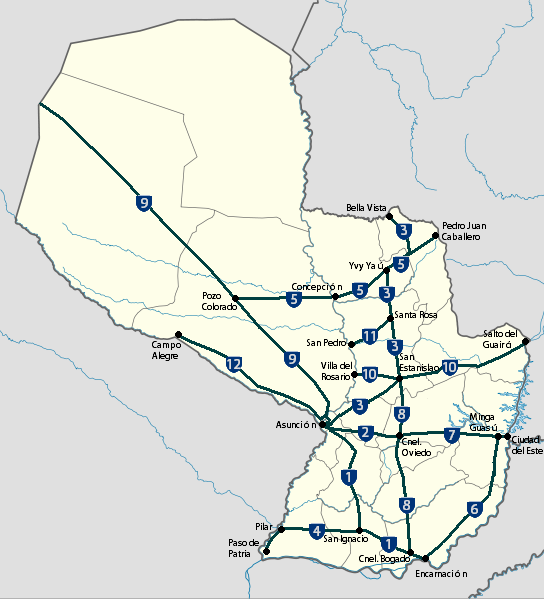 Bella Vista
3
Pedro Juan
Caballero
9
Yvy Yaú
5
Concepción
5
3
Pozo
Colorado
5
Santa Rosa
11
San Pedro
3
Salto del
Guairó
Campo
Alegre
12
9
San
Estanislao
10
Villa del
Rosario
10
3
8
Minga
Guasú
Asunción
2
7
Ciudad
del Este
Cnel.
Oviedo
1
8
6
Pilar
4
San Ignacio
1
Paso de
Patria
Cnel. Bogado
Encarnación